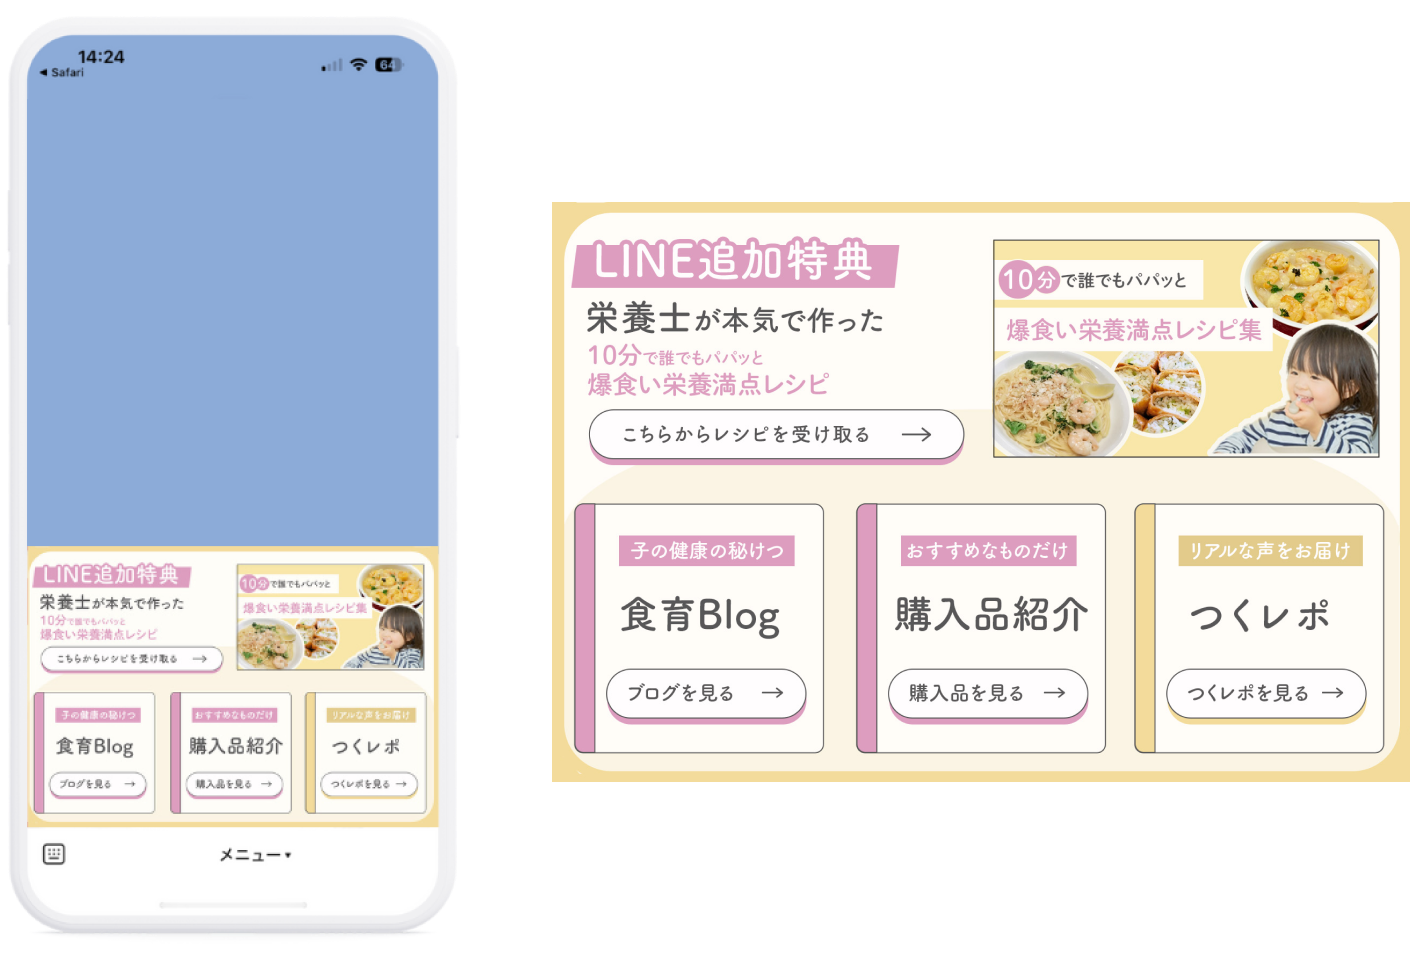 14:24
◀ Safari
64
LINE追加特典
栄養士が本気で作った
10分で誰でもパパッと
爆食い栄養満点レシピ
こちらからレシピを受け取る →
10分で誰でもパパッと
爆食い栄養満点レシピ集
子の健康の秘けつ
食育Blog
ブログを見る →
おすすめなものだけ
購入品紹介
購入品を見る →
リアルな声をお届け
つくレポ
つくレポを見る →
メニュー▾
LINE追加特典
栄養士が本気で作った
10分で誰でもパパッと
爆食い栄養満点レシピ
こちらからレシピを受け取る →
10分で誰でもパパッと
爆食い栄養満点レシピ集
子の健康の秘けつ
食育Blog
ブログを見る →
おすすめなものだけ
購入品紹介
購入品を見る →
リアルな声をお届け
つくレポ
つくレポを見る →